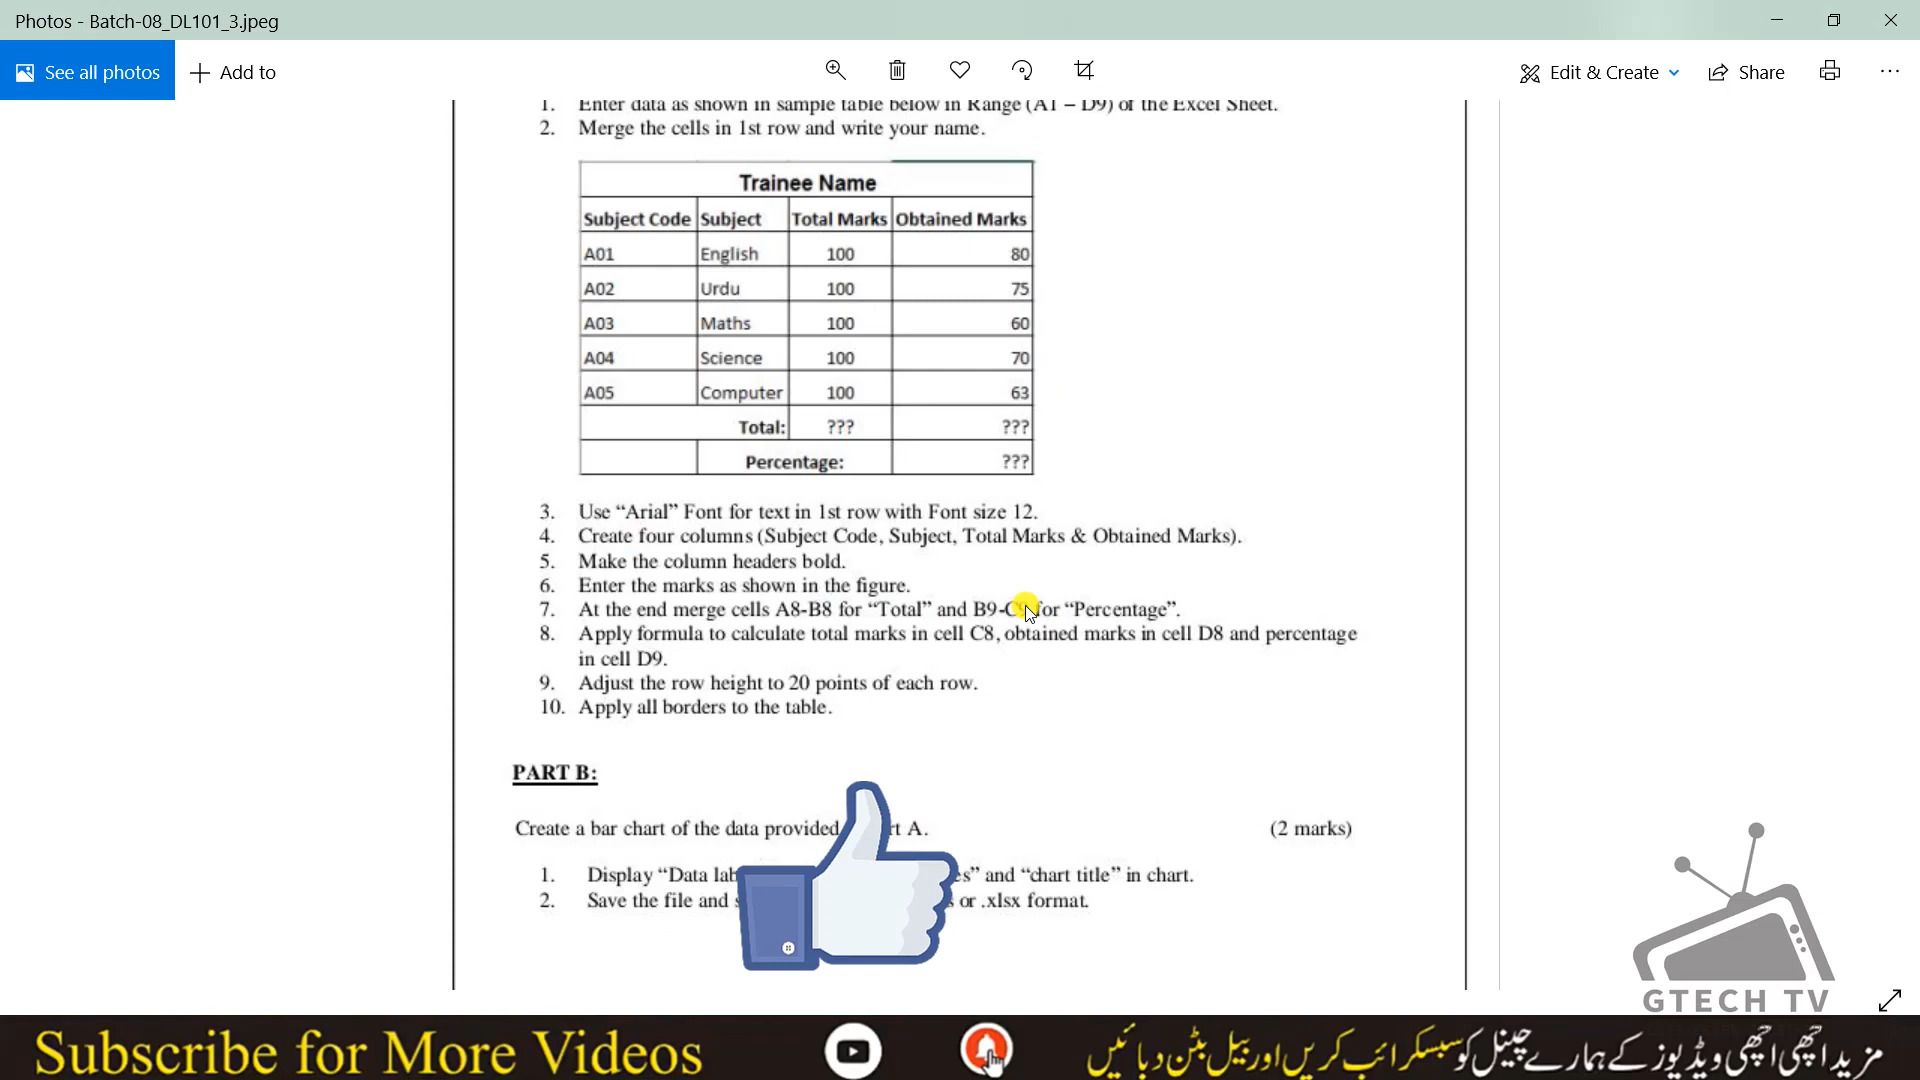 Photos - Batch-08_DL101_3.jpeg
See all photos
Add to
Edit & Create
Share
1. Enter data as shown in sample table below in Range (A1 – D9) of the Excel Sheet.
2. Merge the cells in 1st row and write your name.
Trainee Name
Subject Code Subject Total Marks Obtained Marks
A01 English 100 80
A02 Urdu 100 75
A03 Maths 100 60
A04 Science 100 70
A05 Computer 100 63
Total: ??? ???
Percentage: ???
3. Use “Arial” Font for text in 1st row with Font size 12.
4. Create four columns (Subject Code, Subject, Total Marks & Obtained Marks).
5. Make the column headers bold.
6. Enter the marks as shown in the figure.
7. At the end merge cells A8-B8 for “Total” and B9-C9 for “Percentage”.
8. Apply formula to calculate total marks in cell C8, obtained marks in cell D8 and percentage
in cell D9.
9. Adjust the row height to 20 points of each row.
10. Apply all borders to the table.
PART B:
Create a bar chart of the data provided A. (2 marks)
1. Display “Data and “chart title” in chart.
2. Save the file and or .xlsx format.
GTECH TV
Subscribe for More Videos
مزید اچھی اچھی ویڈیوز کے ہمارے چینل کو سبسکرائب کریں اور بیل بٹن دبائیں